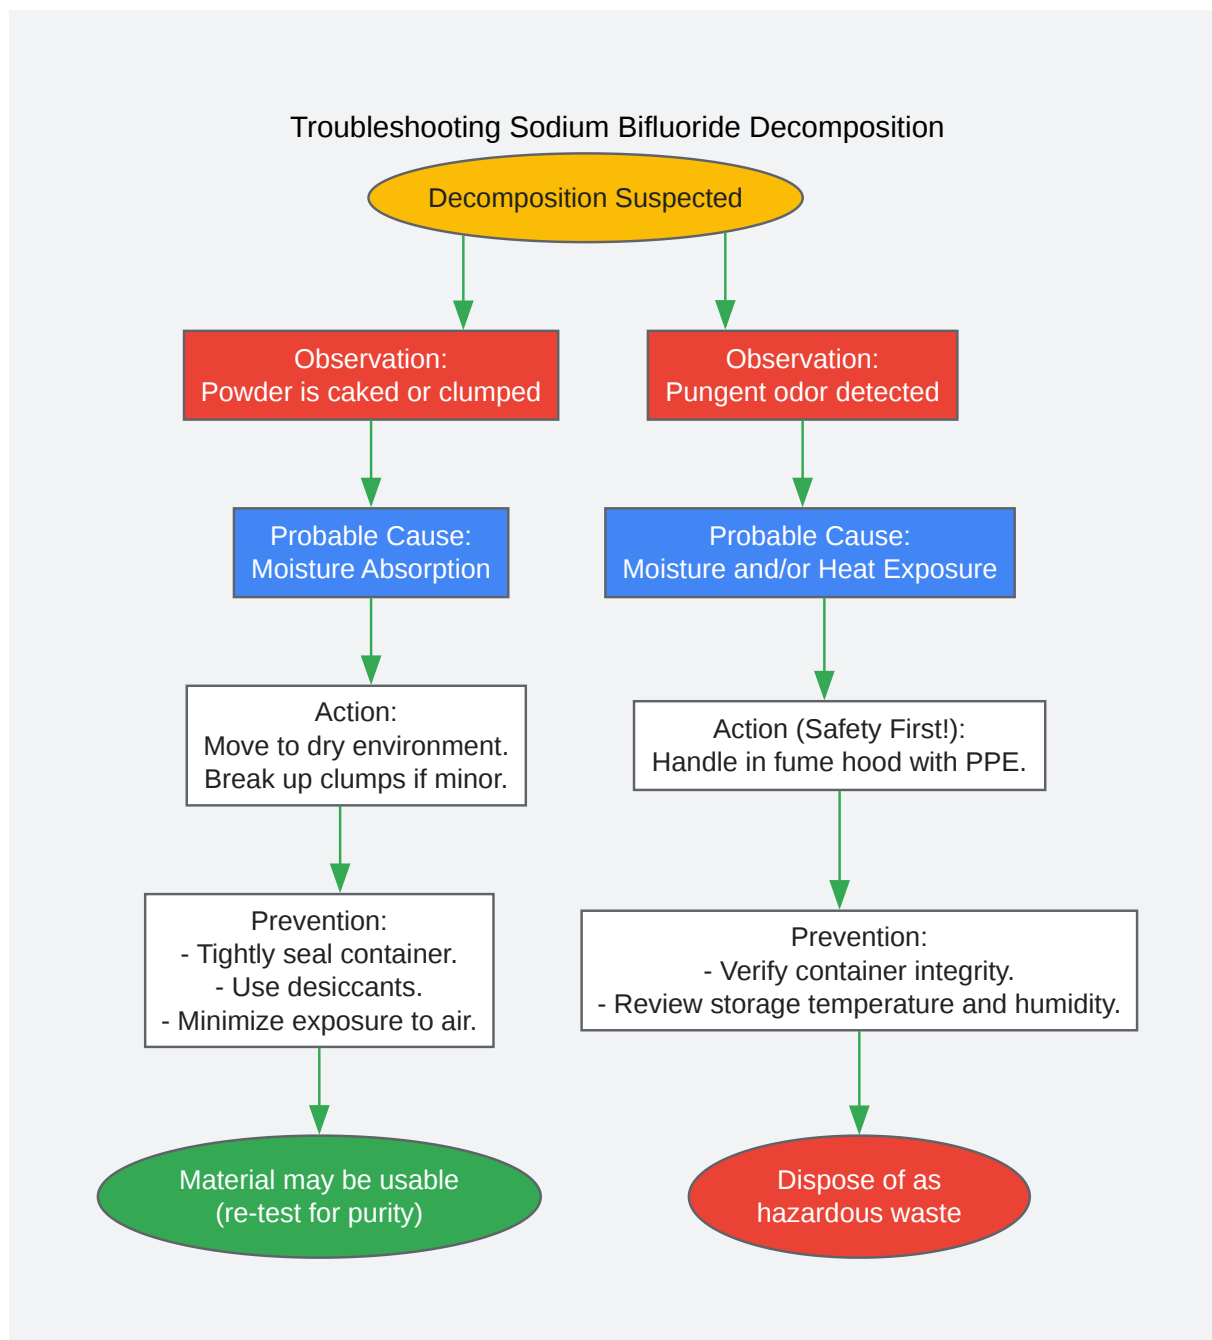 Troubleshooting Sodium Bifluoride Decomposition
Decomposition Suspected
Observation:
Powder is caked or clumped
Observation:
Pungent odor detected
Probable Cause:
Moisture Absorption
Probable Cause:
Moisture and/or Heat Exposure
Action:
Move to dry environment.
Break up clumps if minor.
Action (Safety First!):
Handle in fume hood with PPE.
Prevention:
- Tightly seal container.
- Use desiccants.
- Minimize exposure to air.
Prevention:
- Verify container integrity.
- Review storage temperature and humidity.
Material may be usable
(re-test for purity)
Dispose of as
hazardous waste